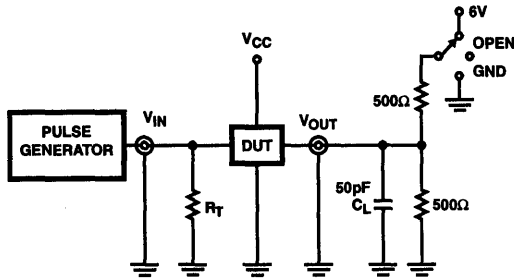 6V
OPEN
GND
VCC
500Ω
PULSE
GENERATOR
VIN
DUT
VOUT
50pF
CL
500Ω
RT